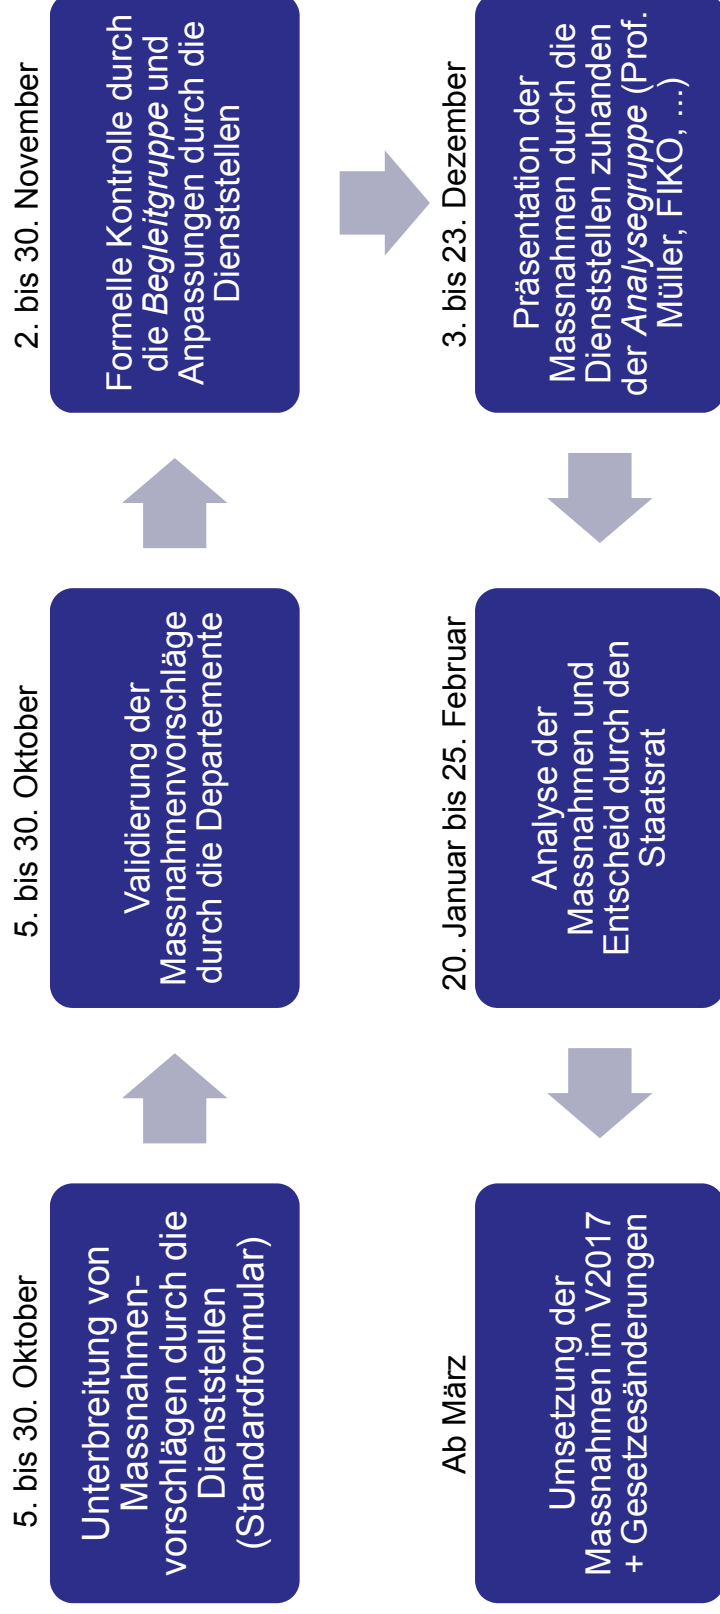 5. bis 30. Oktober
Unterbreitung von
Massnahmen-
vorschlägen durch die
Dienststellen
(Standardformular)
5. bis 30. Oktober
Validierung der
Massnahmenvorschläge
durch die Departemente
2. bis 30. November
Formelle Kontrolle durch
die Begleitgruppe und
Anpassungen durch die
Dienststellen
3. bis 23. Dezember
Präsentation der
Massnahmen durch die
Dienststellen zuhanden
der Analysegruppe (Prof.
Müller, FIKO, …)
20. Januar bis 25. Februar
Analyse der
Massnahmen und
Entscheid durch den
Staatsrat
Ab März
Umsetzung der
Massnahmen im V2017
+ Gesetzesänderungen